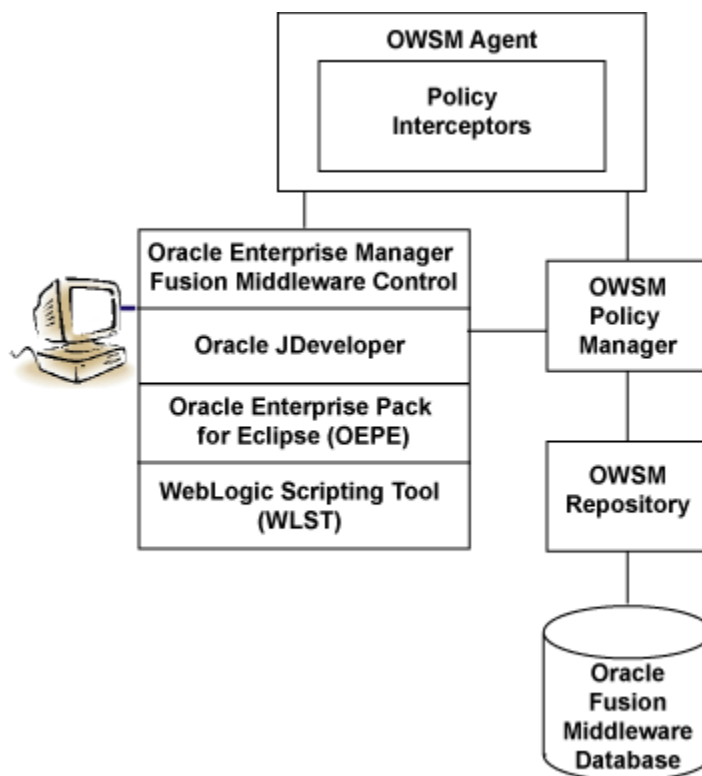 OWSM Agent
Policy
Interceptors
Oracle Enterprise Manager
Fusion Middleware Control
Oracle JDeveloper
Oracle Enterprise Pack
for Eclipse (OEPE)
WebLogic Scripting Tool
(WLST)
OWSM
Policy
Manager
OWSM
Repository
Oracle
Fusion
Middleware
Database